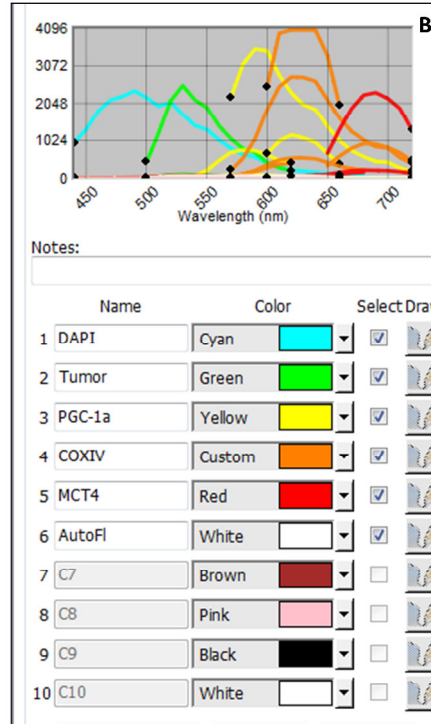 4096
B
3072
2048
1024
0
450 500 550 600 650 700
Wavelength (nm)
Notes:
Name Color Select Dra
1 DAPI Cyan
2 Tumor Green
3 PGC-1a Yellow
4 COXIV Custom
5 MCT4 Red
6 AutoFl White
7 C7 Brown
8 C8 Pink
9 C9 Black
10 C10 White